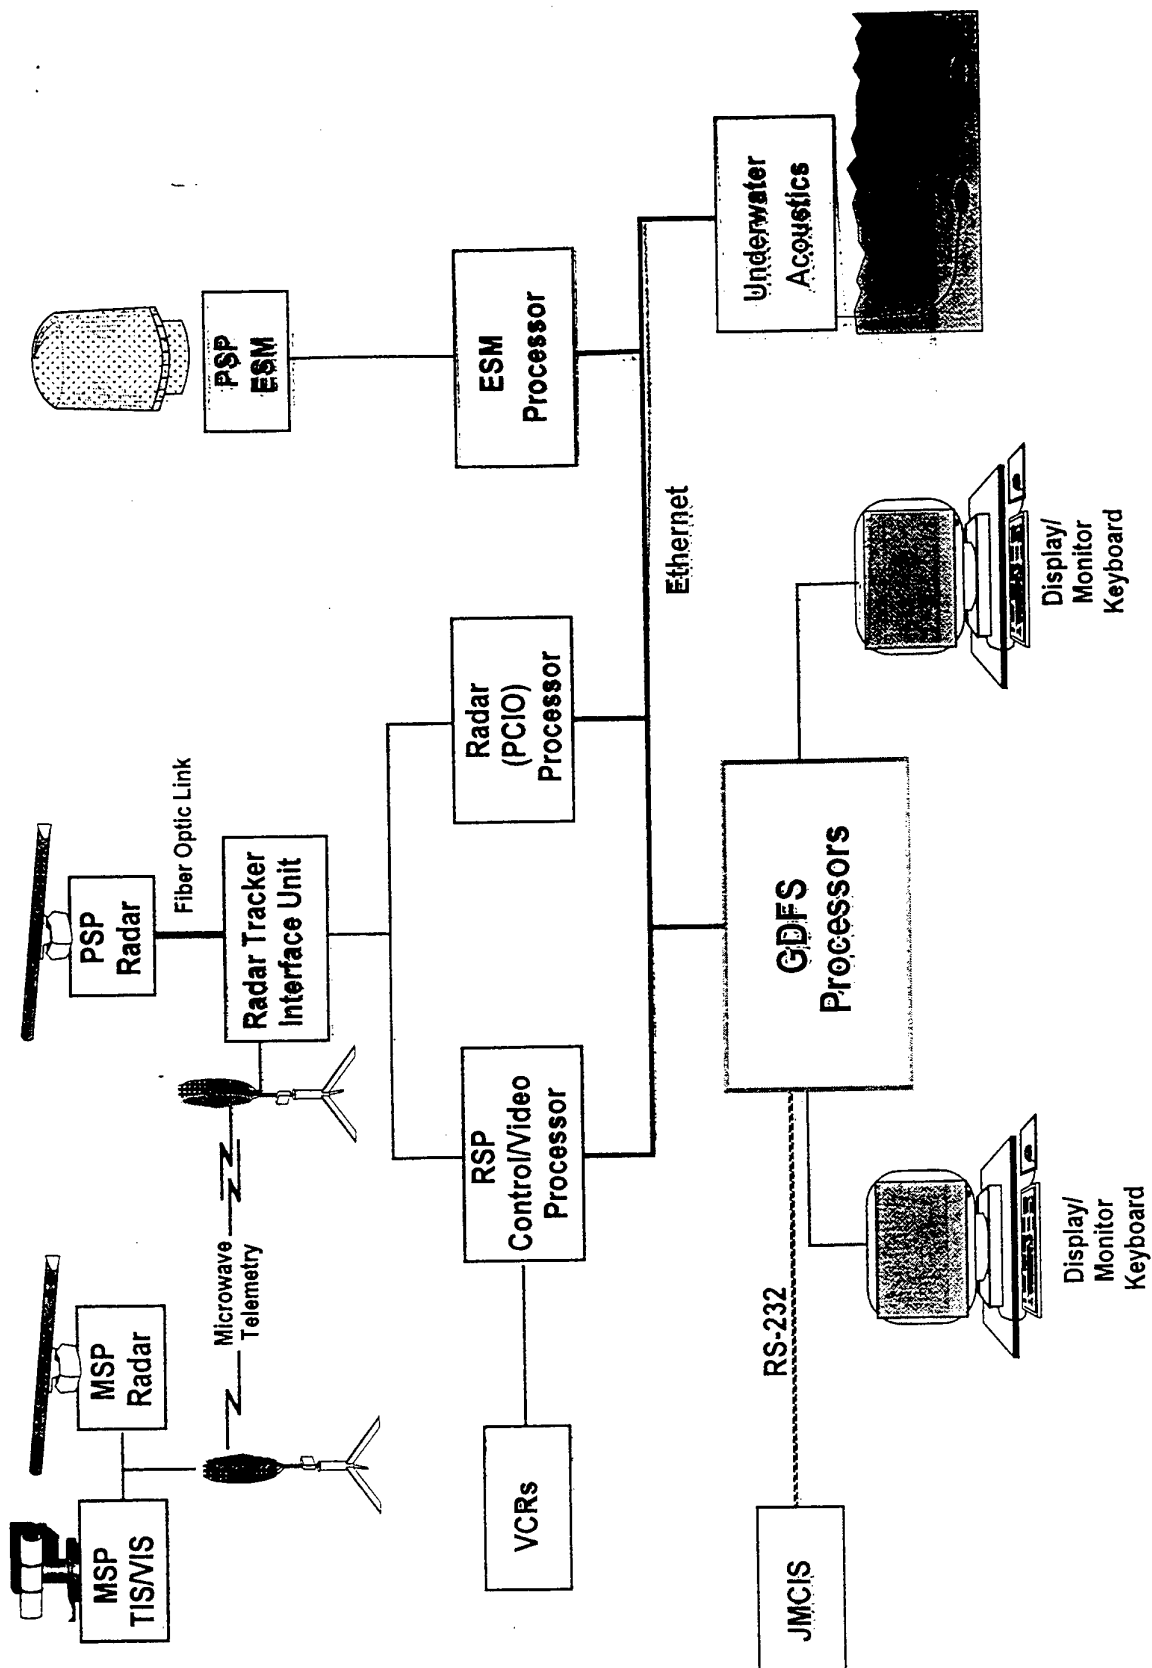 MSP
TIS/VIS
MSP
Radar
PSP
Radar
PSP
ESM
Fiber Optic Link
Microwave
Telemetry
Radar Tracker
Interface Unit
VCRs
RSP
Control/Video
Processor
Radar
(PCIO)
Processor
ESM
Processor
Ethernet
JMCIS
RS-232
GDFS
Processors
Underwater
Acoustics
Display/
Monitor
Keyboard
Display/
Monitor
Keyboard